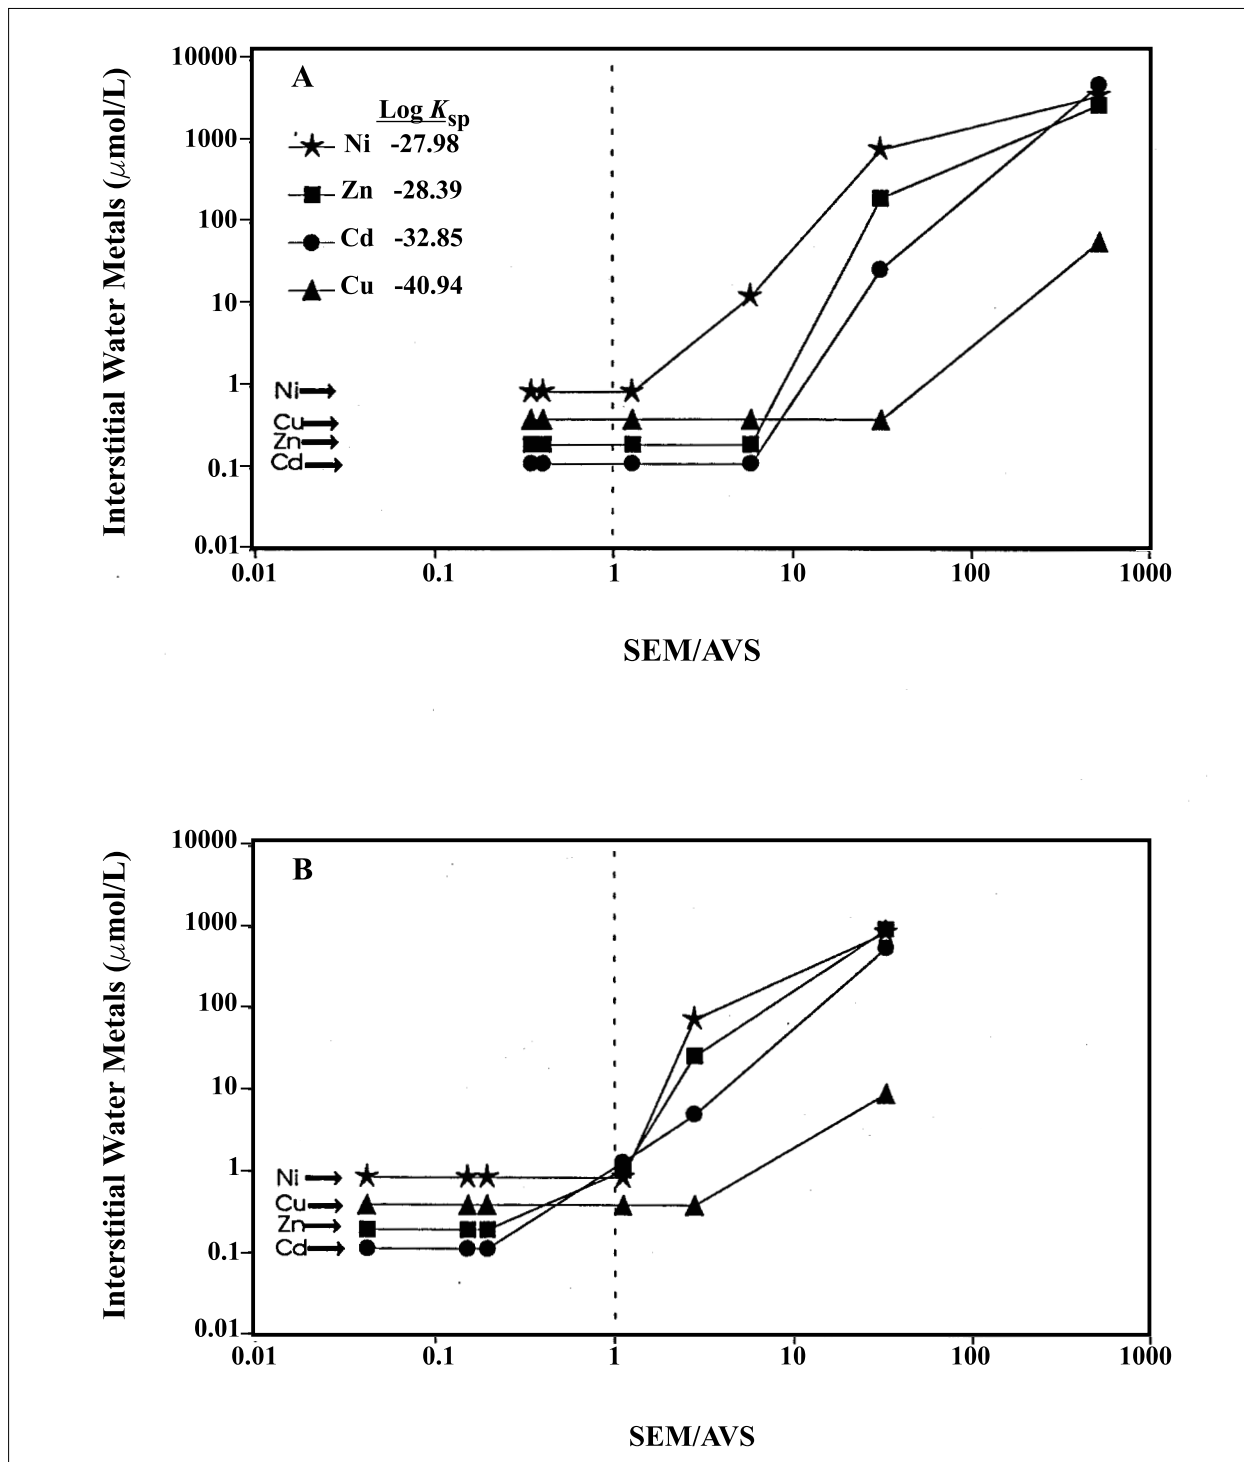 10000
1000
100
10
1
0.1
0.01
Interstitial Water Metals (μmol/L)
A
Log Ksp
Ni -27.98
Zn -28.39
Cd -32.85
Cu -40.94
Ni
Cu
Zn
Cd
0.01 0.1 1 10 100 1000
SEM/AVS
10000
1000
100
10
1
0.1
0.01
Interstitial Water Metals (μmol/L)
B
Ni
Cu
Zn
Cd
0.01 0.1 1 10 100 1000
SEM/AVS